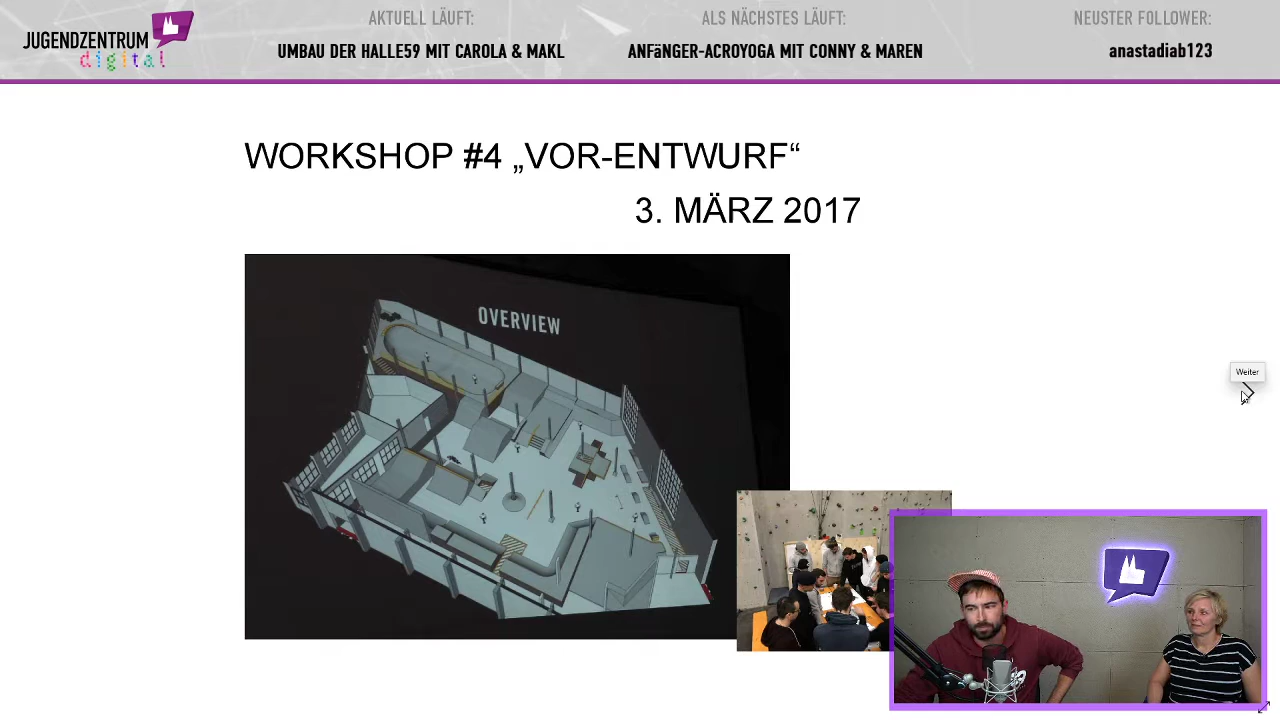 JUGENDZENTRUM
digital
AKTUELL LÄUFT:
UMBAU DER HALLE59 MIT CAROLA & MAKL
ALS NÄCHSTES LÄUFT:
ANFäNGER-ACROYOGA MIT CONNY & MAREN
NEUSTER FOLLOWER:
anastadiab123
WORKSHOP #4 „VOR-ENTWURF“
3. MÄRZ 2017
OVERVIEW
Weiter